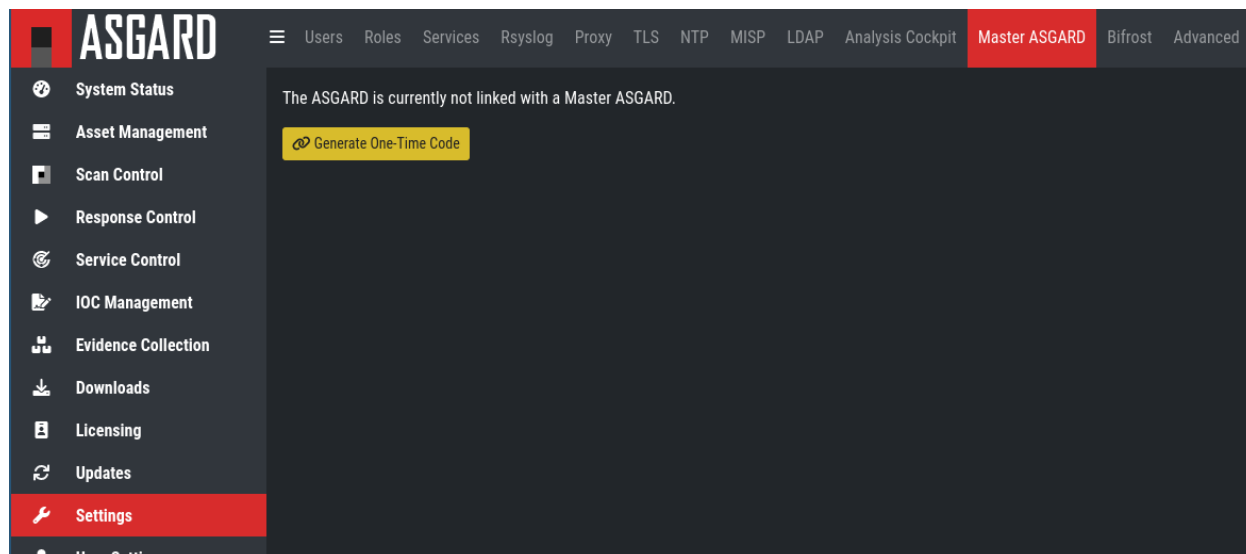 ASGARD
Users Roles Services Rsyslog Proxy TLS NTP MISP LDAP Analysis Cockpit Master ASGARD Bifrost Advanced
System Status
Asset Management
Scan Control
Response Control
Service Control
IOC Management
Evidence Collection
Downloads
Licensing
Updates
Settings
The ASGARD is currently not linked with a Master ASGARD.
Generate One-Time Code